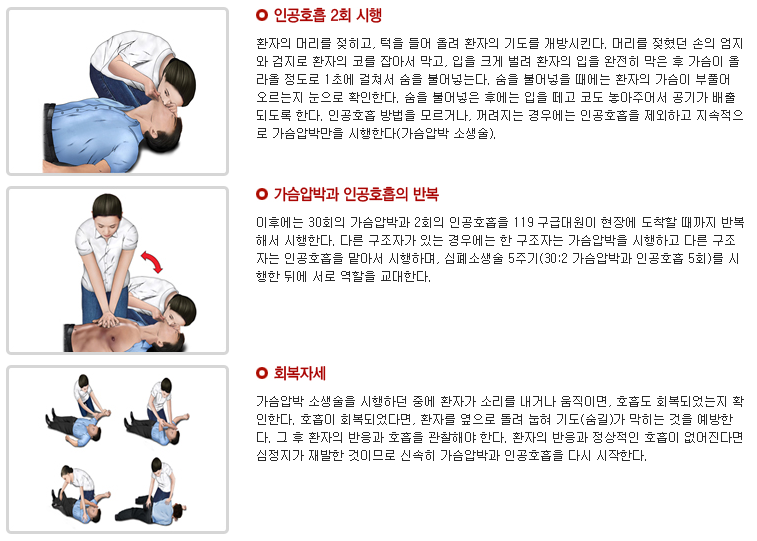 인공호흡 2회 시행
환자의 머리를 젖히고, 턱을 들어 올려 환자의 기도를 개방시킨다. 머리를 젖혔던 손의 엄지
와 검지로 환자의 코를 잡아서 막고, 입을 크게 벌려 환자의 입을 완전히 막은 후 가슴이 올
라올 정도로 1초에 걸쳐서 숨을 불어넣는다. 숨을 불어넣을 때에는 환자의 가슴이 부풀어
오르는지 눈으로 확인한다. 숨을 불어넣은 후에는 입을 떼고 코도 놓아주어서 공기가 배출
되도록 한다. 인공호흡 방법을 모르거나, 꺼려지는 경우에는 인공호흡을 제외하고 지속적으
로 가슴압박만을 시행한다(가슴압박 소생술).
가슴압박과 인공호흡의 반복
이후에는 30회의 가슴압박과 2회의 인공호흡을 119 구급대원이 현장에 도착할 때까지 반복
해서 시행한다. 다른 구조자가 있는 경우에는 한 구조자는 가슴압박을 시행하고 다른 구조
자는 인공호흡을 맡아서 시행하며, 심폐소생술 5주기(30:2 가슴압박과 인공호흡 5회)를 시
행한 뒤에 서로 역할을 교대한다.
회복자세
가슴압박 소생술을 시행하던 중에 환자가 소리를 내거나 움직이면, 호흡도 회복되었는지 확
인한다. 호흡이 회복되었다면, 환자를 옆으로 돌려 눕혀 기도(숨길)가 막히는 것을 예방한
다. 그 후 환자의 반응과 호흡을 관찰해야 한다. 환자의 반응과 정상적인 호흡이 없어진다면
심정지가 재발한 것이므로 신속히 가슴압박과 인공호흡을 다시 시작한다.